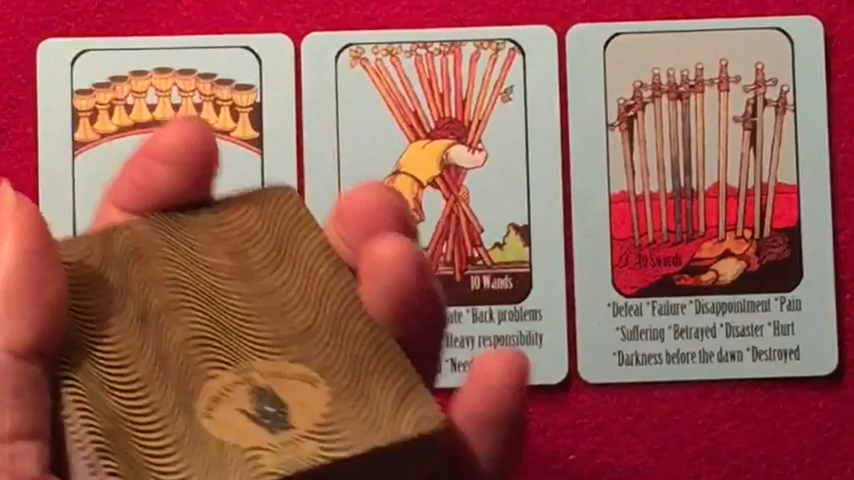 10 Wands
*Back problems
Heavy responsibility
*Need
10 Swords
*Defeat *Failure *Disappointment *Pain
*Suffering *Betrayed *Disaster *Hurt
*Darkness before the dawn *Destroyed